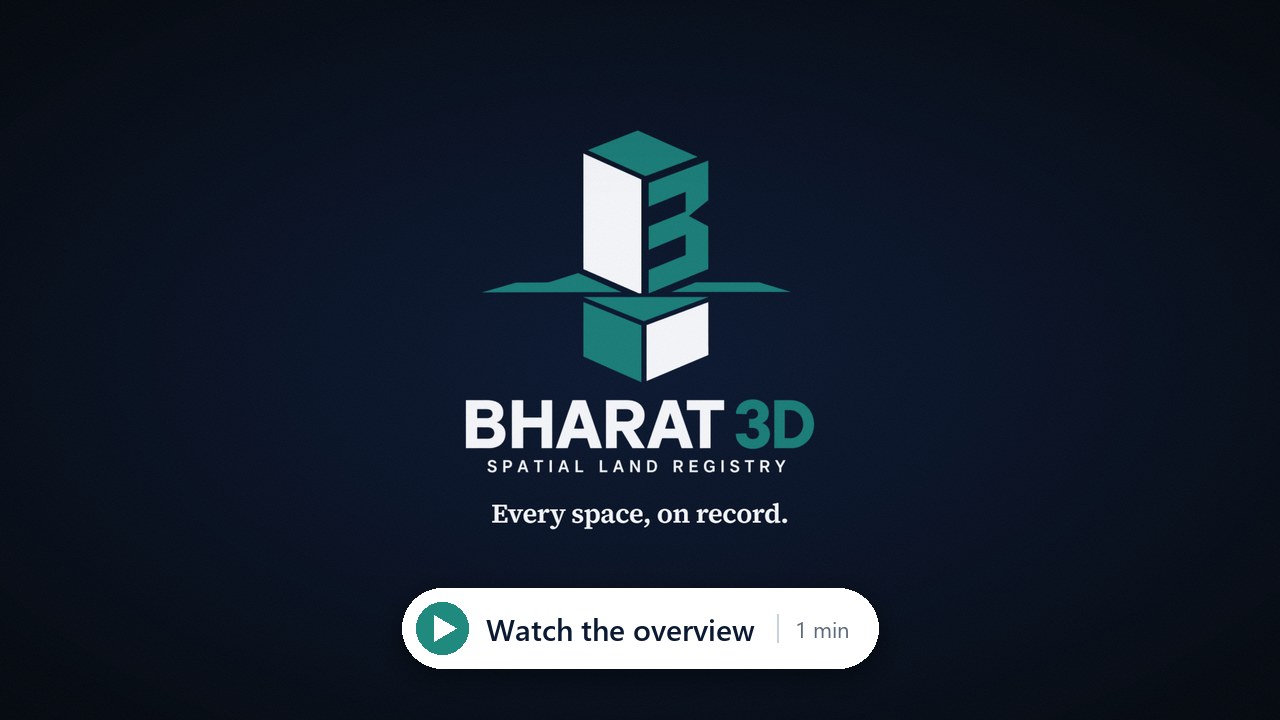 BHARAT 3D
SPATIAL LAND REGISTRY
Every space, on record.
Watch the overview | 1 min